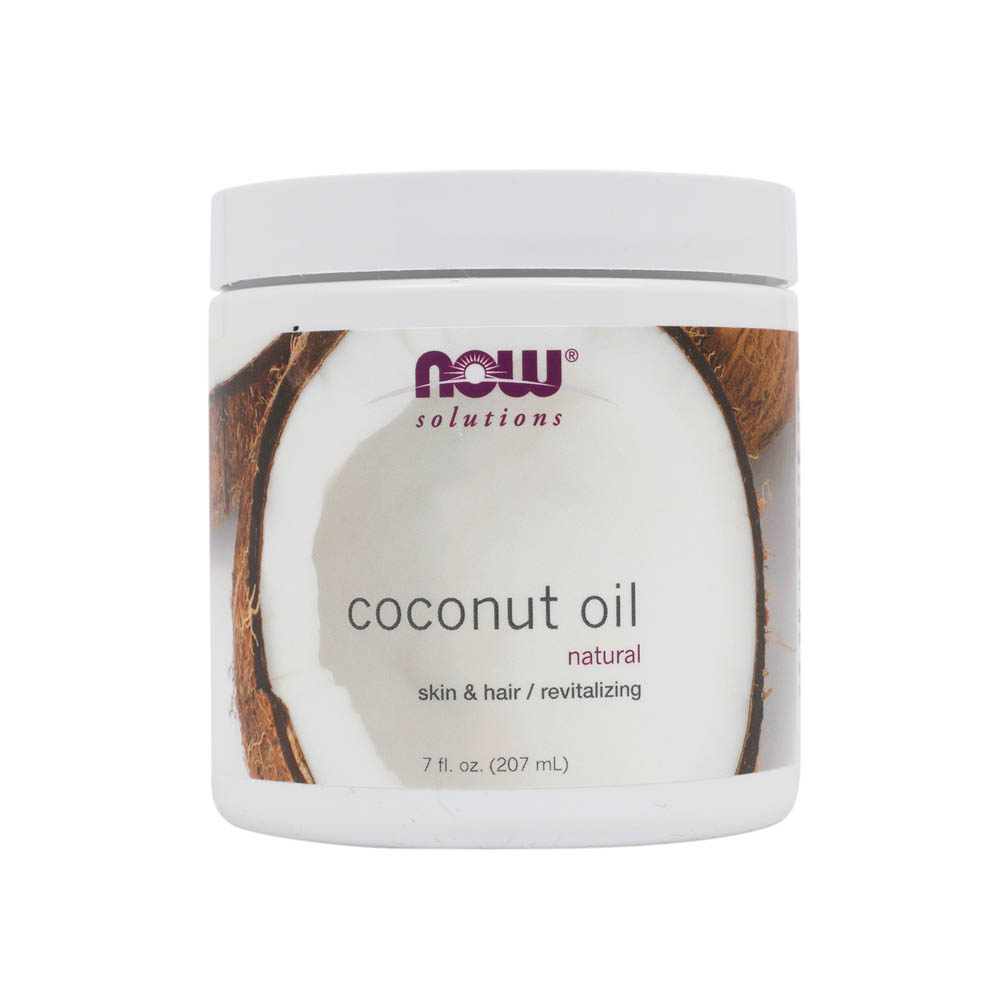 now®
solutions
coconut oil
natural
skin & hair / revitalizing
7 fl. oz. (207 mL)